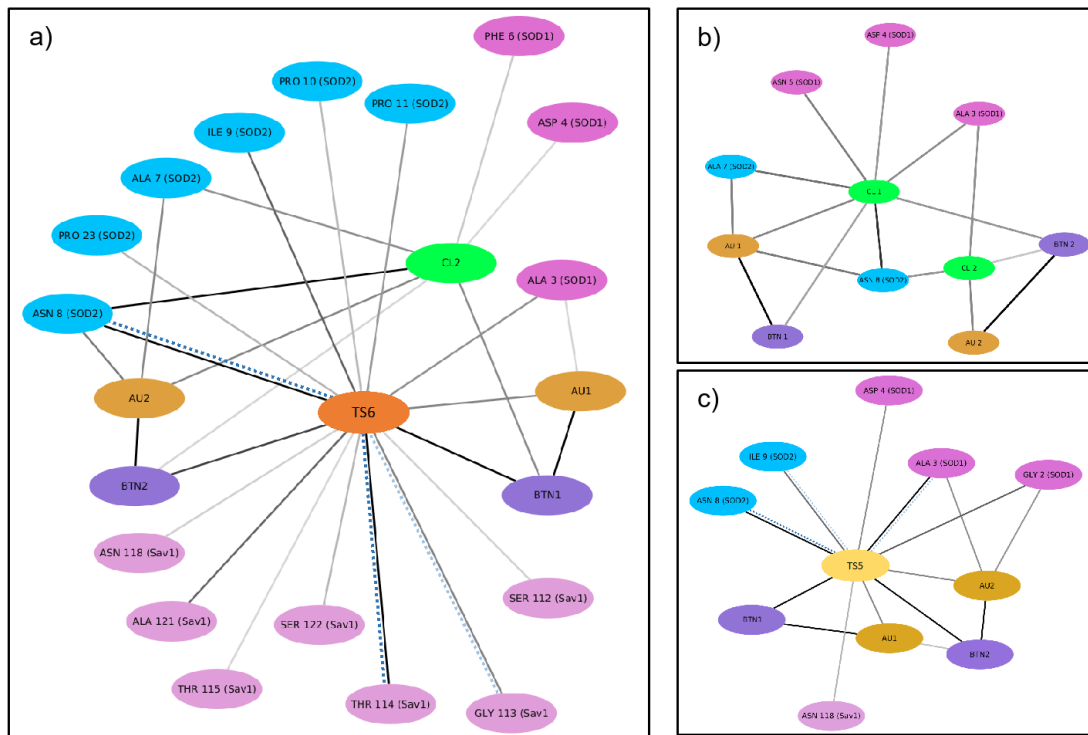 a)
PHE 6 (SOD1)
PRO 10 (SOD2)
PRO 11 (SOD2)
ASP 4 (SOD1)
ILE 9 (SOD2)
ALA 7 (SOD2)
PRO 23 (SOD2)
CL2
ALA 3 (SOD1)
ASN 8 (SOD2)
AU2
TS6
AU1
BTN2
BTN1
ASN 118 (Sav1)
SER 112 (Sav1)
ALA 121 (Sav1)
SER 122 (Sav1)
THR 115 (Sav1)
THR 114 (Sav1)
GLY 113 (Sav1
b)
ASP 4 (SOD1)
ASN 5 (SOD1)
ALA 3 (SOD1)
ALA 7 (SOD2)
CL 1
AU 1
BTN 2
CL 2
ASN 8 (SOD2)
BTN 1
AU 2
c)
ASP 4 (SOD1)
ILE 9 (SOD2)
ALA 3 (SOD1)
GLY 2 (SOD1)
ASN 8 (SOD2)
TS5
AU2
BTN1
AU1
BTN2
ASN 118 (Sav1)